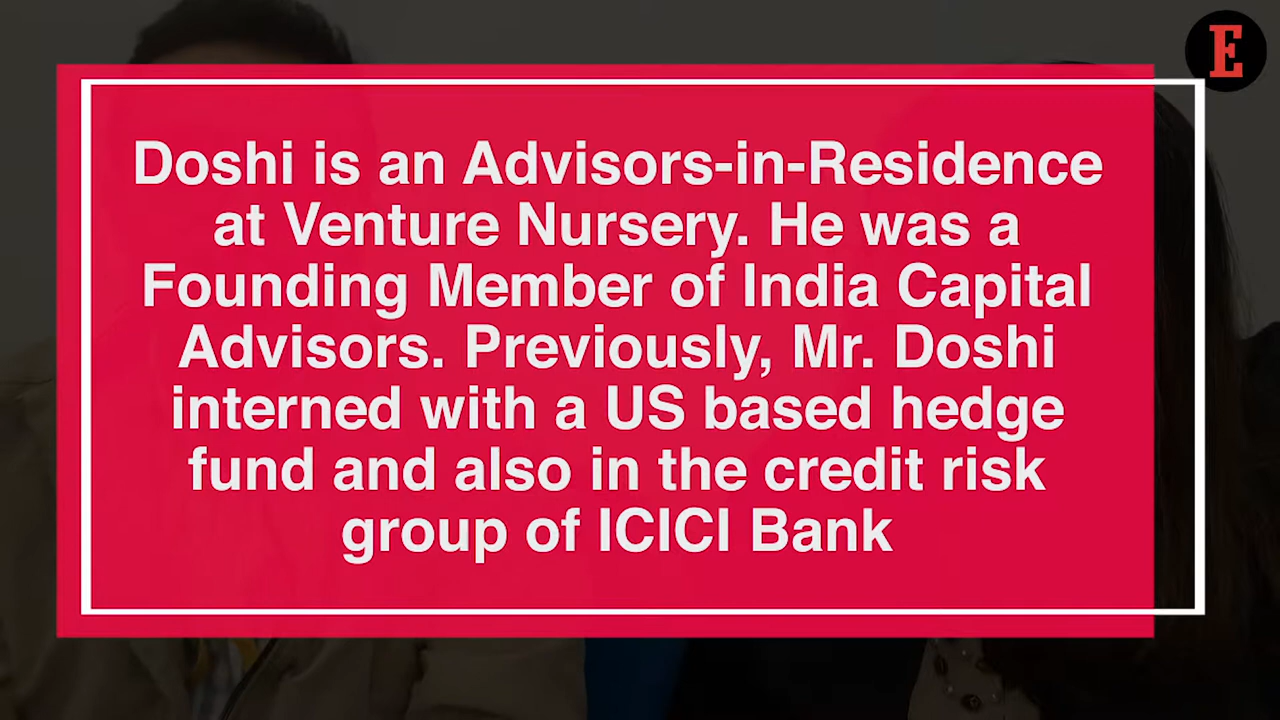 E
Doshi is an Advisors-in-Residence
at Venture Nursery. He was a
Founding Member of India Capital
Advisors. Previously, Mr. Doshi
interned with a US based hedge
fund and also in the credit risk
group of ICICI Bank